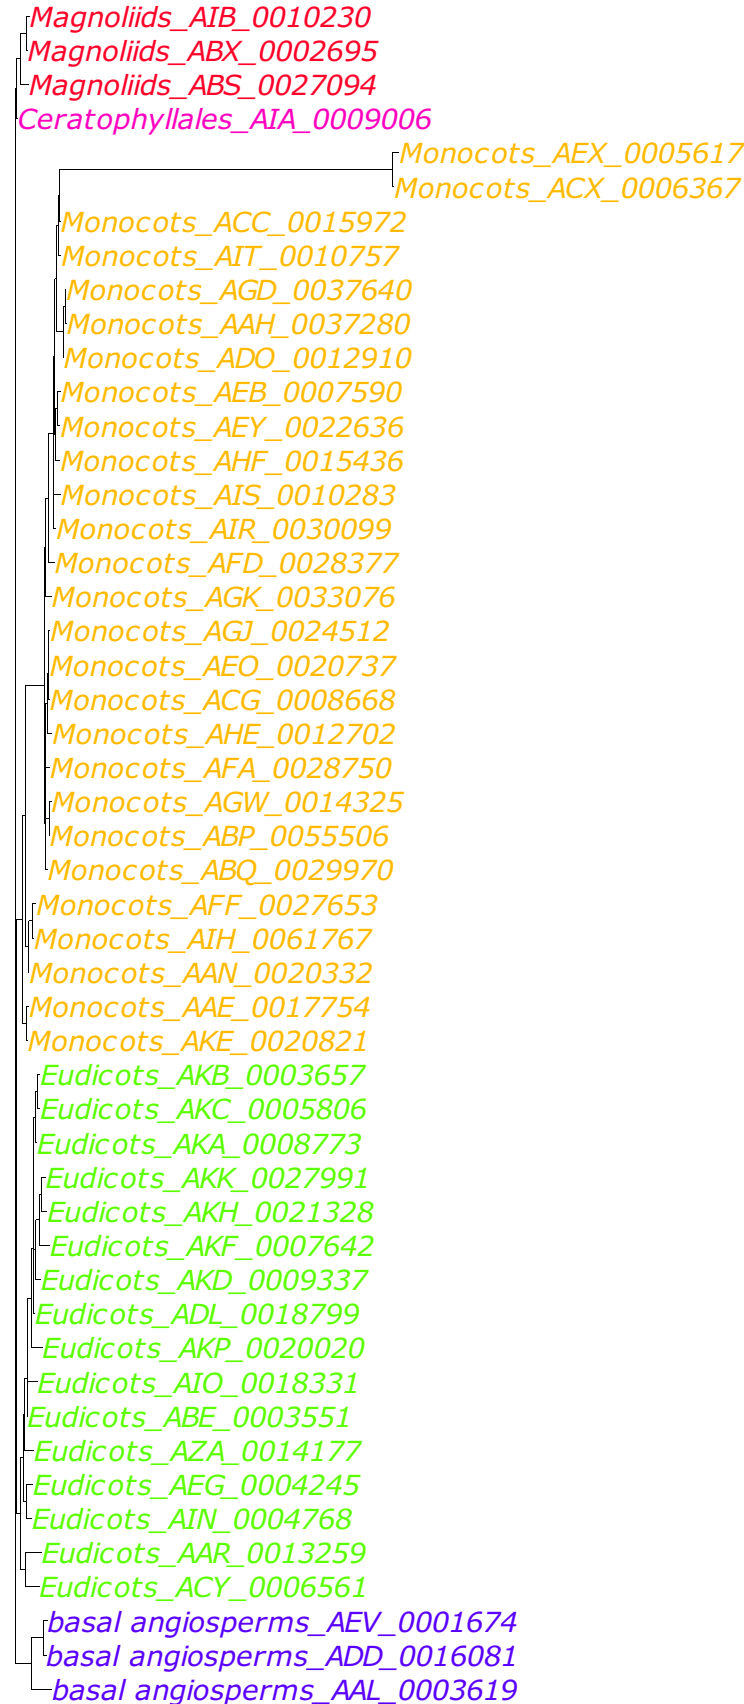 Magnoliids_AIB_0010230
Magnoliids_ABX_0002695
Magnoliids_ABS_0027094
Ceratophyllales_AIA_0009006
Monocots_AEX_0005617
Monocots_ACX_0006367
Monocots_ACC_0015972
Monocots_AIT_0010757
Monocots_AGD_0037640
Monocots_AAH_0037280
Monocots_ADO_0012910
Monocots_AEB_0007590
Monocots_AEY_0022636
Monocots_AHF_0015436
Monocots_AIS_0010283
Monocots_AIR_0030099
Monocots_AFD_0028377
Monocots_AGK_0033076
Monocots_AGJ_0024512
Monocots_AEO_0020737
Monocots_ACG_0008668
Monocots_AHE_0012702
Monocots_AFA_0028750
Monocots_AGW_0014325
Monocots_ABP_0055506
Monocots_ABQ_0029970
Monocots_AFF_0027653
Monocots_AIH_0061767
Monocots_AAN_0020332
Monocots_AAE_0017754
Monocots_AKE_0020821
Eudicots_AKB_0003657
Eudicots_AKC_0005806
Eudicots_AKA_0008773
Eudicots_AKK_0027991
Eudicots_AKH_0021328
Eudicots_AKF_0007642
Eudicots_AKD_0009337
Eudicots_ADL_0018799
Eudicots_AKP_0020020
Eudicots_AIO_0018331
Eudicots_ABE_0003551
Eudicots_AZA_0014177
Eudicots_AEG_0004245
Eudicots_AIN_0004768
Eudicots_AAR_0013259
Eudicots_ACY_0006561
basal angiosperms_AEV_0001674
basal angiosperms_ADD_0016081
basal angiosperms_AAL_0003619